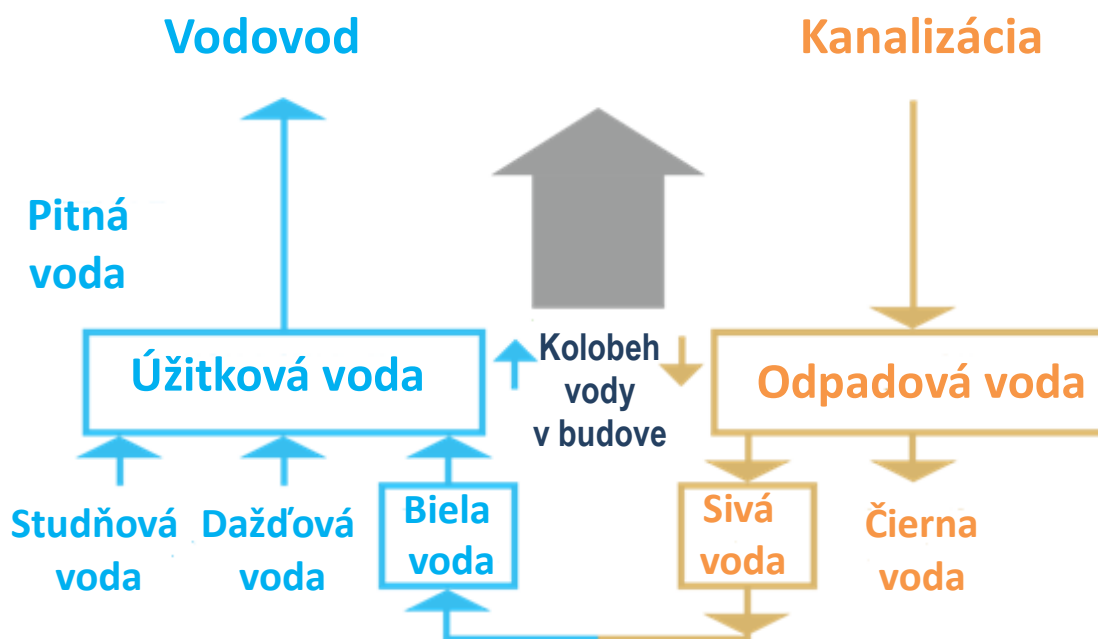 Vodovod
Kanalizácia
Pitná
voda
Úžitková voda
Kolobeh
vody
v budove
Odpadová voda
Studňová
voda
Dažďová
voda
Biela
voda
Sivá
voda
Čierna
voda